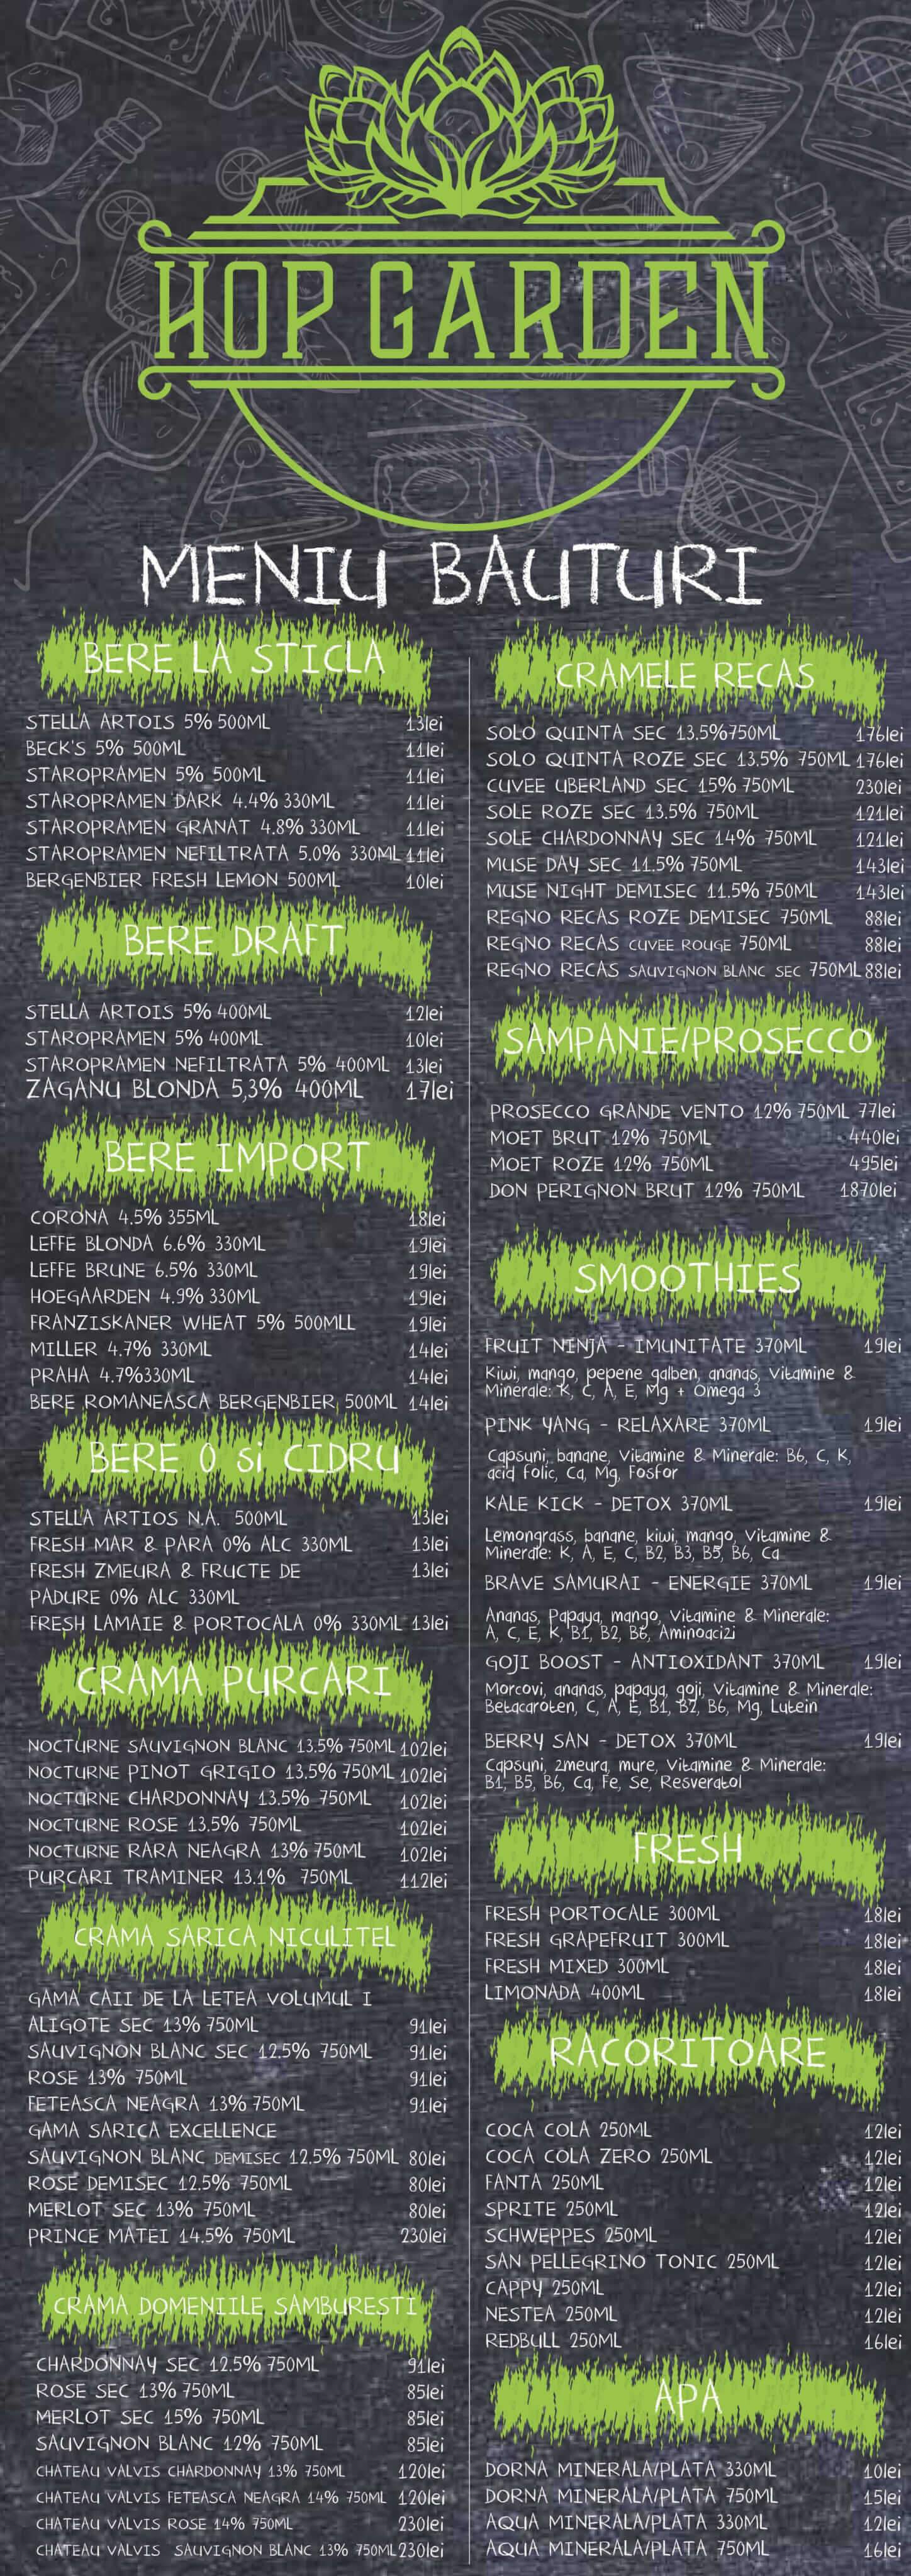 HOP GARDEN
MENIU BAUTURI
BERE LA STICLA
STELLA ARTOIS 5% 500ML 13lei
BECK'S 5% 500ML 11lei
STAROPRAMEN 5% 500ML 11lei
STAROPRAMEN DARK 4.4% 330ML 11lei
STAROPRAMEN GRANAT 4.8% 330ML 11lei
STAROPRAMEN NEFILTRATA 5.0% 330ML 11lei
BERGENBIER FRESH LEMON 500ML 10lei
BERE DRAFT
STELLA ARTOIS 5% 400ML 12lei
STAROPRAMEN 5% 400ML 10lei
STAROPRAMEN NEFILTRATA 5% 400ML 13lei
ZAGANU BLONDA 5,3% 400ML 17lei
BERE IMPORT
CORONA 4.5% 355ML 18lei
LEFFE BLONDA 6.6% 330ML 19lei
LEFFE BRUNE 6.5% 330ML 19lei
HOEGAARDEN 4.9% 330ML 19lei
FRANZISKANER WHEAT 5% 500MLL 19lei
MILLER 4.7% 330ML 14lei
PRAHA 4.7%330ML 14lei
BERE ROMANEASCA BERGENBIER 500ML 14lei
BERE 0 si CIDRU
STELLA ARTIOS N.A. 500ML 13lei
FRESH MAR & PARA 0% ALC 330ML 13lei
FRESH ZMEURA & FRUCTE DE 13lei
PADURE 0% ALC 330ML
FRESH LAMAIE & PORTOCALA 0% 330ML 13lei
CRAMA PURCARI
NOCTURNE SAUVIGNON BLANC 13.5% 750ML 102lei
NOCTURNE PINOT GRIGIO 13.5% 750ML 102lei
NOCTURNE CHARDONNAY 13.5% 750ML 102lei
NOCTURNE ROSE 13.5% 750ML 102lei
NOCTURNE RARA NEAGRA 13% 750ML 102lei
PURCARI TRAMINER 13.1% 750ML 112lei
CRAMA SARICA NICULITEL
GAMA CAII DE LA LETEA VOLUMUL I
ALIGOTE SEC 13% 750ML 91lei
SAUVIGNON BLANC SEC 12.5% 750ML 91lei
ROSE 13% 750ML 91lei
FETEASCA NEAGRA 13% 750ML 91lei
GAMA SARICA EXCELLENCE
SAUVIGNON BLANC DEMISEC 12.5% 750ML 80lei
ROSE DEMISEC 12.5% 750ML 80lei
MERLOT SEC 13% 750ML 80lei
PRINCE MATEI 14.5% 750ML 230lei
CRAMA DOMENIILE SAMBURESTI
CHARDONNAY SEC 12.5% 750ML 91lei
ROSE SEC 13% 750ML 85lei
MERLOT SEC 15% 750ML 85lei
SAUVIGNON BLANC 12% 750ML 85lei
CHATEAU VALVIS CHARDONNAY 13% 750ML 120lei
CHATEAU VALVIS FETEASCA NEAGRA 14% 750ML 120lei
CHATEAU VALVIS ROSE 14% 750ML 230lei
CHATEAU VALVIS SAUVIGNON BLANC 13% 750ML 230lei
CRAMELE RECAS
SOLO QUINTA SEC 13.5%750ML 176lei
SOLO QUINTA ROZE SEC 13.5% 750ML 176lei
CUVEE UBERLAND SEC 15% 750ML 230lei
SOLE ROZE SEC 13.5% 750ML 121lei
SOLE CHARDONNAY SEC 14% 750ML 121lei
MUSE DAY SEC 11.5% 750ML 143lei
MUSE NIGHT DEMISEC 11.5% 750ML 143lei
REGNO RECAS ROZE DEMISEC 750ML 88lei
REGNO RECAS CUVEE ROUGE 750ML 88lei
REGNO RECAS SAUVIGNON BLANC SEC 750ML 88lei
SAMPANIE/PROSECCO
PROSECCO GRANDE VENTO 12% 750ML 77lei
MOET BRUT 12% 750ML 440lei
MOET ROZE 12% 750ML 495lei
DON PERIGNON BRUT 12% 750ML 1870lei
SMOOTHIES
FRUIT NINJA - IMUNITATE 370ML 19lei
Kiwi, mango, pepene galben, ananas, Vitamine &
Minerale: K, C, A, E, Mg + Omega 3
PINK YANG - RELAXARE 370ML 19lei
Capsuni, banane, Vitamine & Minerale: B6, C, K,
acid folic, Ca, Mg, Fosfor
KALE KICK - DETOX 370ML 19lei
Lemongrass, banane, kiwi, mango, Vitamine &
Minerale: K, A, E, C, B2, B3, B5, B6, Ca
BRAVE SAMURAI - ENERGIE 370ML 19lei
Ananas, Papaya, mango, Vitamine & Minerale:
A, C, E, K, B1, B2, B6, Aminoacizi
GOJI BOOST - ANTIOXIDANT 370ML 19lei
Morcovi, ananas, papaya, goji, Vitamine & Minerale:
Betacaroten, C, A, E, B1, B2, B6, Mg, Lutein
BERRY SAN - DETOX 370ML 19lei
Capsuni, zmeura, mure, Vitamine & Minerale:
B1, B5, B6, Ca, Fe, Se, Resveratol
FRESH
FRESH PORTOCALE 300ML 18lei
FRESH GRAPEFRUIT 300ML 18lei
FRESH MIXED 300ML 18lei
LIMONADA 400ML 18lei
RACORITOARE
COCA COLA 250ML 12lei
COCA COLA ZERO 250ML 12lei
FANTA 250ML 12lei
SPRITE 250ML 12lei
SCHWEPPES 250ML 12lei
SAN PELLEGRINO TONIC 250ML 12lei
CAPPY 250ML 12lei
NESTEA 250ML 12lei
REDBULL 250ML 16lei
APA
DORNA MINERALA/PLATA 330ML 10lei
DORNA MINERALA/PLATA 750ML 15lei
AQUA MINERALA/PLATA 330ML 12lei
AQUA MINERALA/PLATA 750ML 16lei